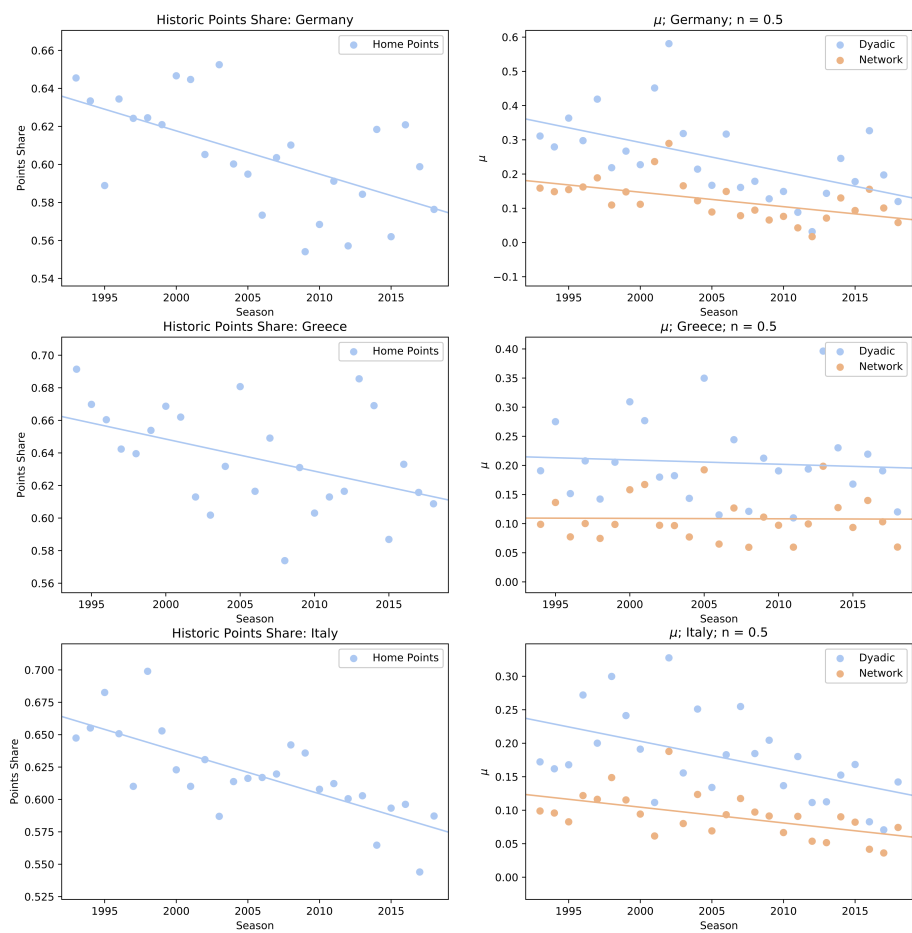 Historic Points Share: Germany
Home Points
Points Share
0.66
0.64
0.62
0.60
0.58
0.56
0.54
1995 2000 2005 2010 2015
Season
μ; Germany; n = 0.5
Dyadic
Network
μ
0.6
0.5
0.4
0.3
0.2
0.1
0.0
−0.1
1995 2000 2005 2010 2015
Season
Historic Points Share: Greece
Home Points
Points Share
0.70
0.68
0.66
0.64
0.62
0.60
0.58
0.56
1995 2000 2005 2010 2015
Season
μ; Greece; n = 0.5
Dyadic
Network
μ
0.40
0.35
0.30
0.25
0.20
0.15
0.10
0.05
0.00
1995 2000 2005 2010 2015
Season
Historic Points Share: Italy
Home Points
Points Share
0.700
0.675
0.650
0.625
0.600
0.575
0.550
0.525
1995 2000 2005 2010 2015
Season
μ; Italy; n = 0.5
Dyadic
Network
μ
0.30
0.25
0.20
0.15
0.10
0.05
0.00
1995 2000 2005 2010 2015
Season